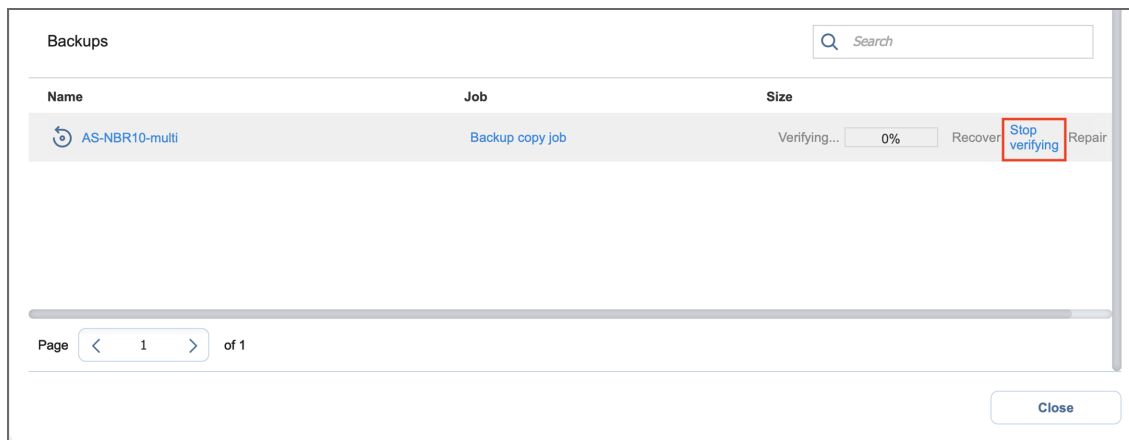 Backups
Search
Name Job Size
AS-NBR10-multi Backup copy job Verifying... 0% Recover Stop verifying Repair
Page 1 of 1
Close